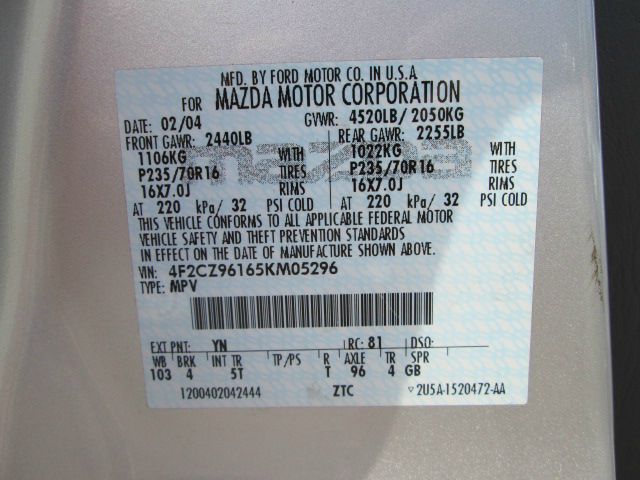 MFD. BY FORD MOTOR CO. IN U.S.A.
FOR MAZDA MOTOR CORPORATION
DATE: 02/04 GVWR: 4520LB/ 2050KG
FRONT GAWR: 2440LB REAR GAWR: 2255LB
1106KG WITH 1022KG WITH
P235/70R16 TIRES P235/70R16 TIRES
16X7.0J RIMS 16X7.0J RIMS
AT 220 kPa/ 32 PSI COLD AT 220 kPa/ 32 PSI COLD
THIS VEHICLE CONFORMS TO ALL APPLICABLE FEDERAL MOTOR
VEHICLE SAFETY AND THEFT PREVENTION STANDARDS
IN EFFECT ON THE DATE OF MANUFACTURE SHOWN ABOVE.
VIN: 4F2CZ96165KM05296
TYPE: MPV
EXT PNT: YN RC: 81 DSO:
WB BRK INT TR TP/PS R AXLE TR SPR
103 4 5T T 96 4 GB
1200402042444 ZTC ▽2U5A-1520472-AA